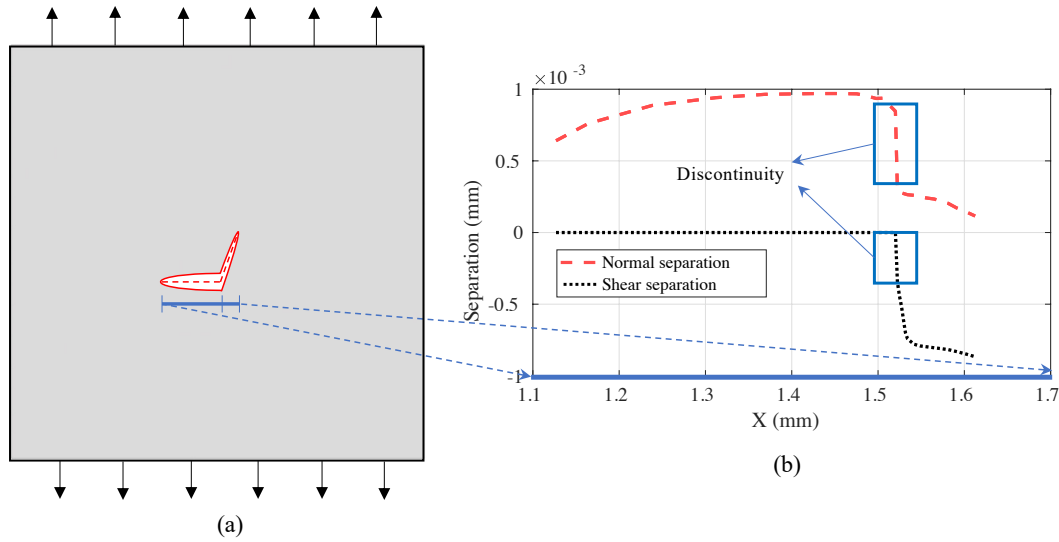 ×10 -3
1
0.5
0
-0.5
-1
Separation (mm)
Discontinuity
Normal separation
Shear separation
1.1 1.2 1.3 1.4 1.5 1.6 1.7
X (mm)
(a)
(b)